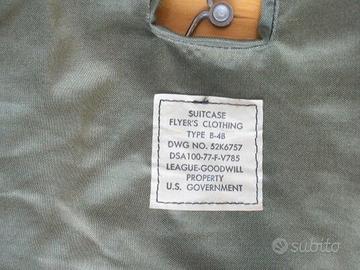 SUITCASE
FLYER'S CLOTHING
TYPE B-4B
DWG NO. 52K6757
DSA100-77-F-V785
LEAGUE-GOODWILL
PROPERTY
U.S. GOVERNMENT
subito